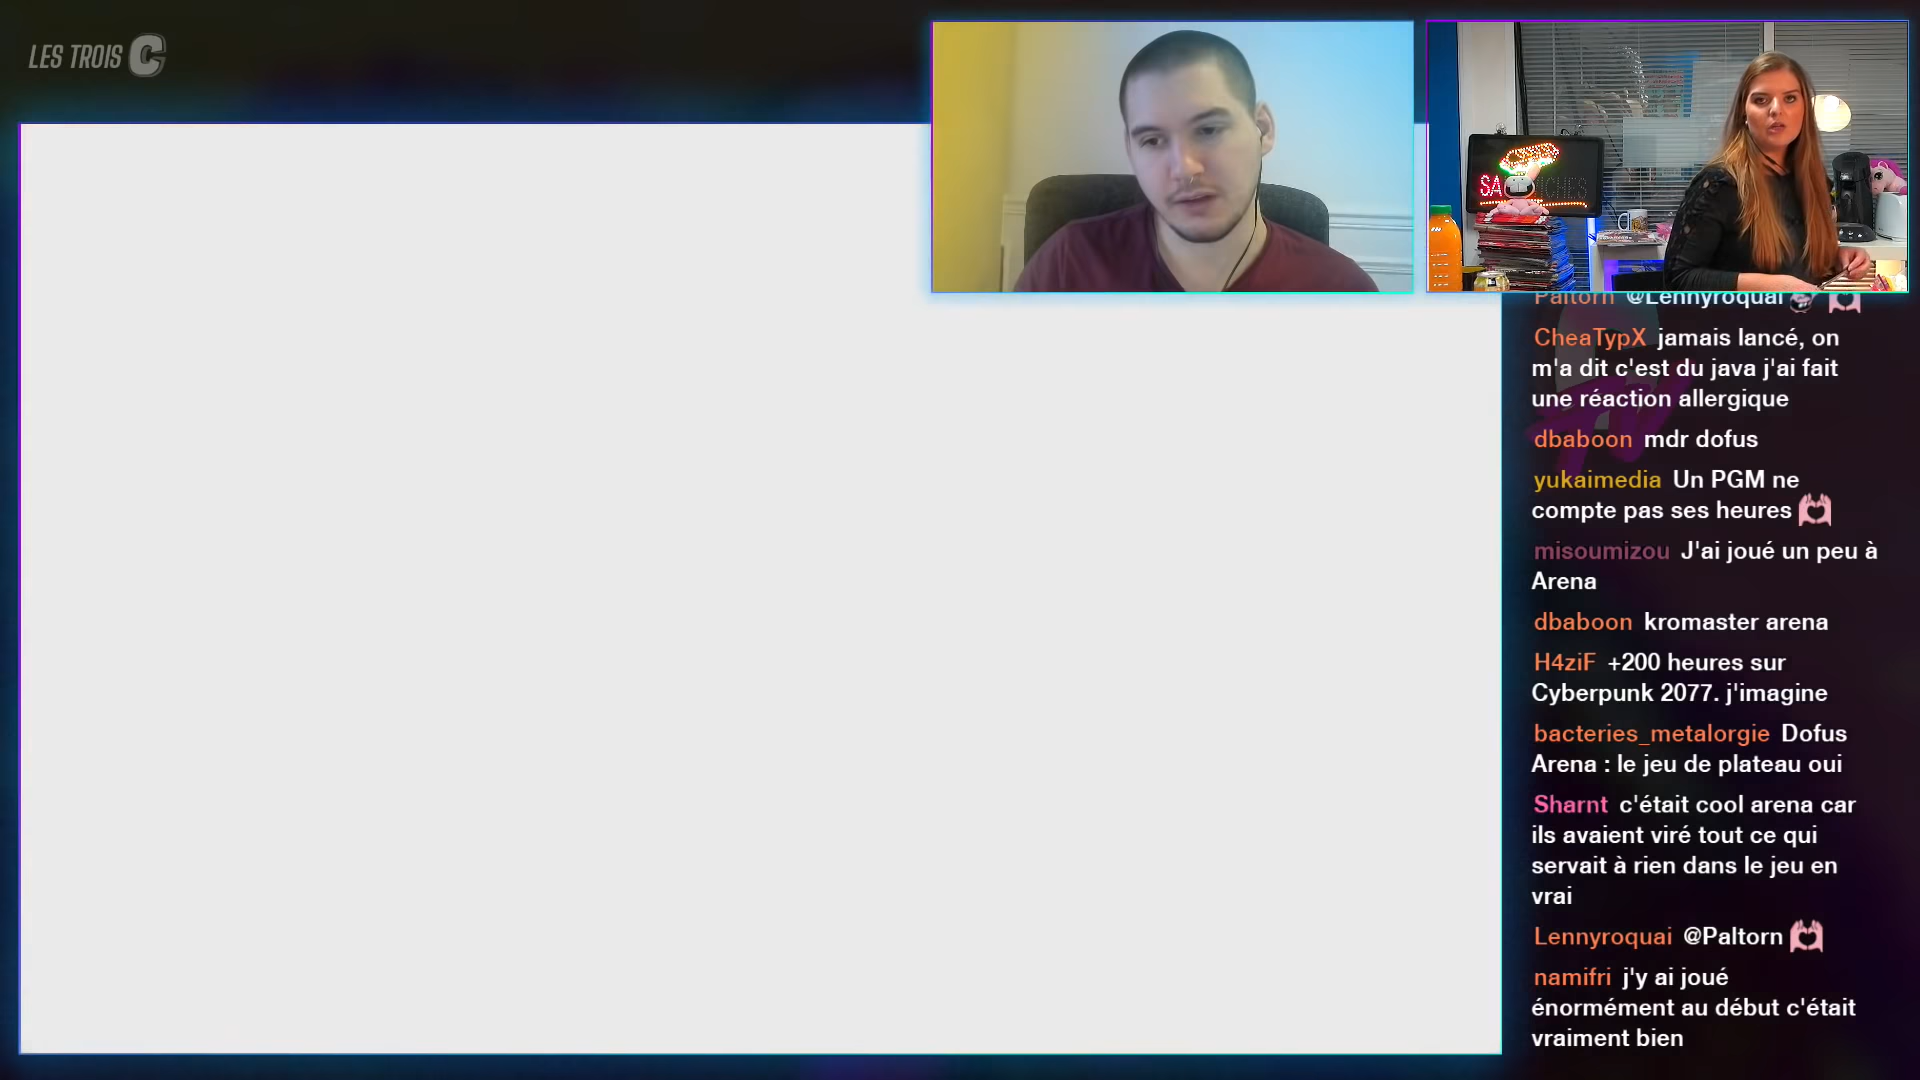 LES TROIS C
SA
Paltorn @Lennyroquai
CheaTypX jamais lancé, on
m'a dit c'est du java j'ai fait
une réaction allergique
dbaboon mdr dofus
yukaimedia Un PGM ne
compte pas ses heures
misoumizou J'ai joué un peu à
Arena
dbaboon kromaster arena
H4ziF +200 heures sur
Cyberpunk 2077. j'imagine
bacteries_metalorgie Dofus
Arena : le jeu de plateau oui
Sharnt c'était cool arena car
ils avaient viré tout ce qui
servait à rien dans le jeu en
vrai
Lennyroquai @Paltorn
namifri j'y ai joué
énormément au début c'était
vraiment bien